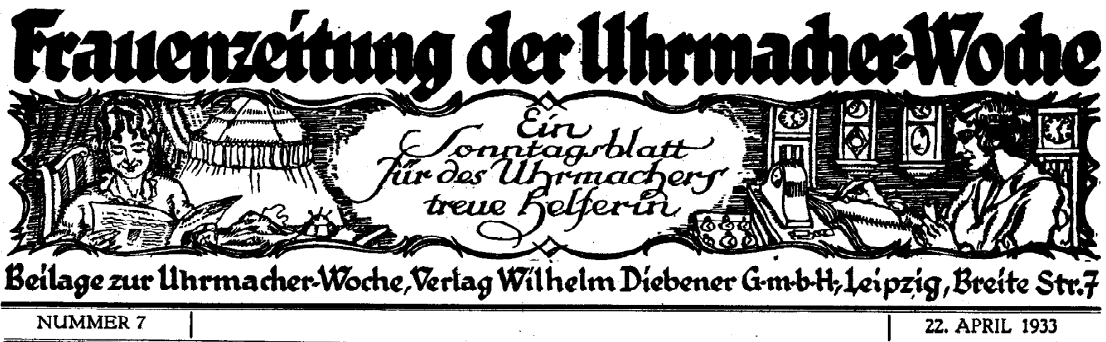 Frauenzeitung der Uhrmacher-Woche
Ein
Sonntagsblatt
für des Uhrmachers
treue Helferin
Beilage zur Uhrmacher-Woche, Verlag Wilhelm Diebener G·m·b·H·, Leipzig, Breite Str. 7
NUMMER 7
22. APRIL 1933